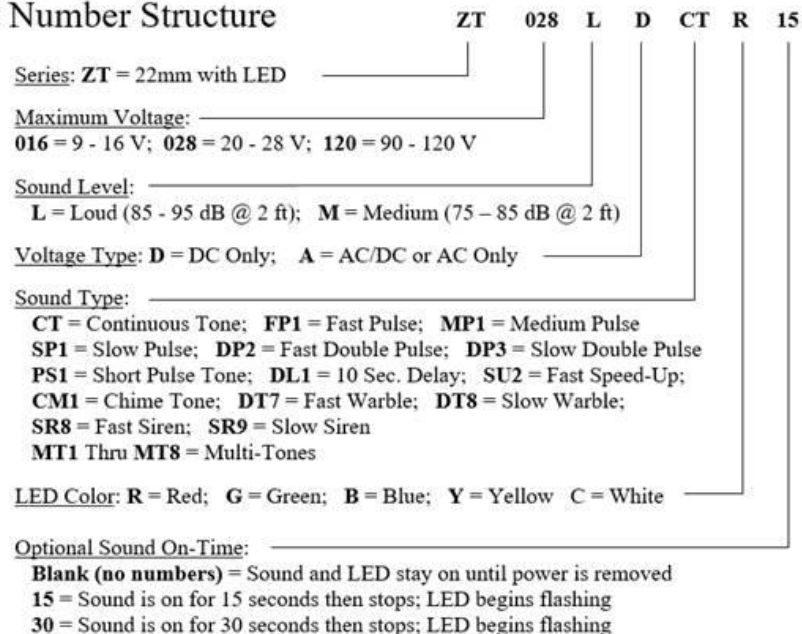 Number Structure ZT 028 L D CT R 15
Series: ZT = 22mm with LED
Maximum Voltage:
016 = 9 - 16 V; 028 = 20 - 28 V; 120 = 90 - 120 V
Sound Level:
L = Loud (85 - 95 dB @ 2 ft); M = Medium (75 – 85 dB @ 2 ft)
Voltage Type: D = DC Only; A = AC/DC or AC Only
Sound Type:
CT = Continuous Tone; FP1 = Fast Pulse; MP1 = Medium Pulse
SP1 = Slow Pulse; DP2 = Fast Double Pulse; DP3 = Slow Double Pulse
PS1 = Short Pulse Tone; DL1 = 10 Sec. Delay; SU2 = Fast Speed-Up;
CM1 = Chime Tone; DT7 = Fast Warble; DT8 = Slow Warble;
SR8 = Fast Siren; SR9 = Slow Siren
MT1 Thru MT8 = Multi-Tones
LED Color: R = Red; G = Green; B = Blue; Y = Yellow C = White
Optional Sound On-Time:
Blank (no numbers) = Sound and LED stay on until power is removed
15 = Sound is on for 15 seconds then stops; LED begins flashing
30 = Sound is on for 30 seconds then stops; LED begins flashing